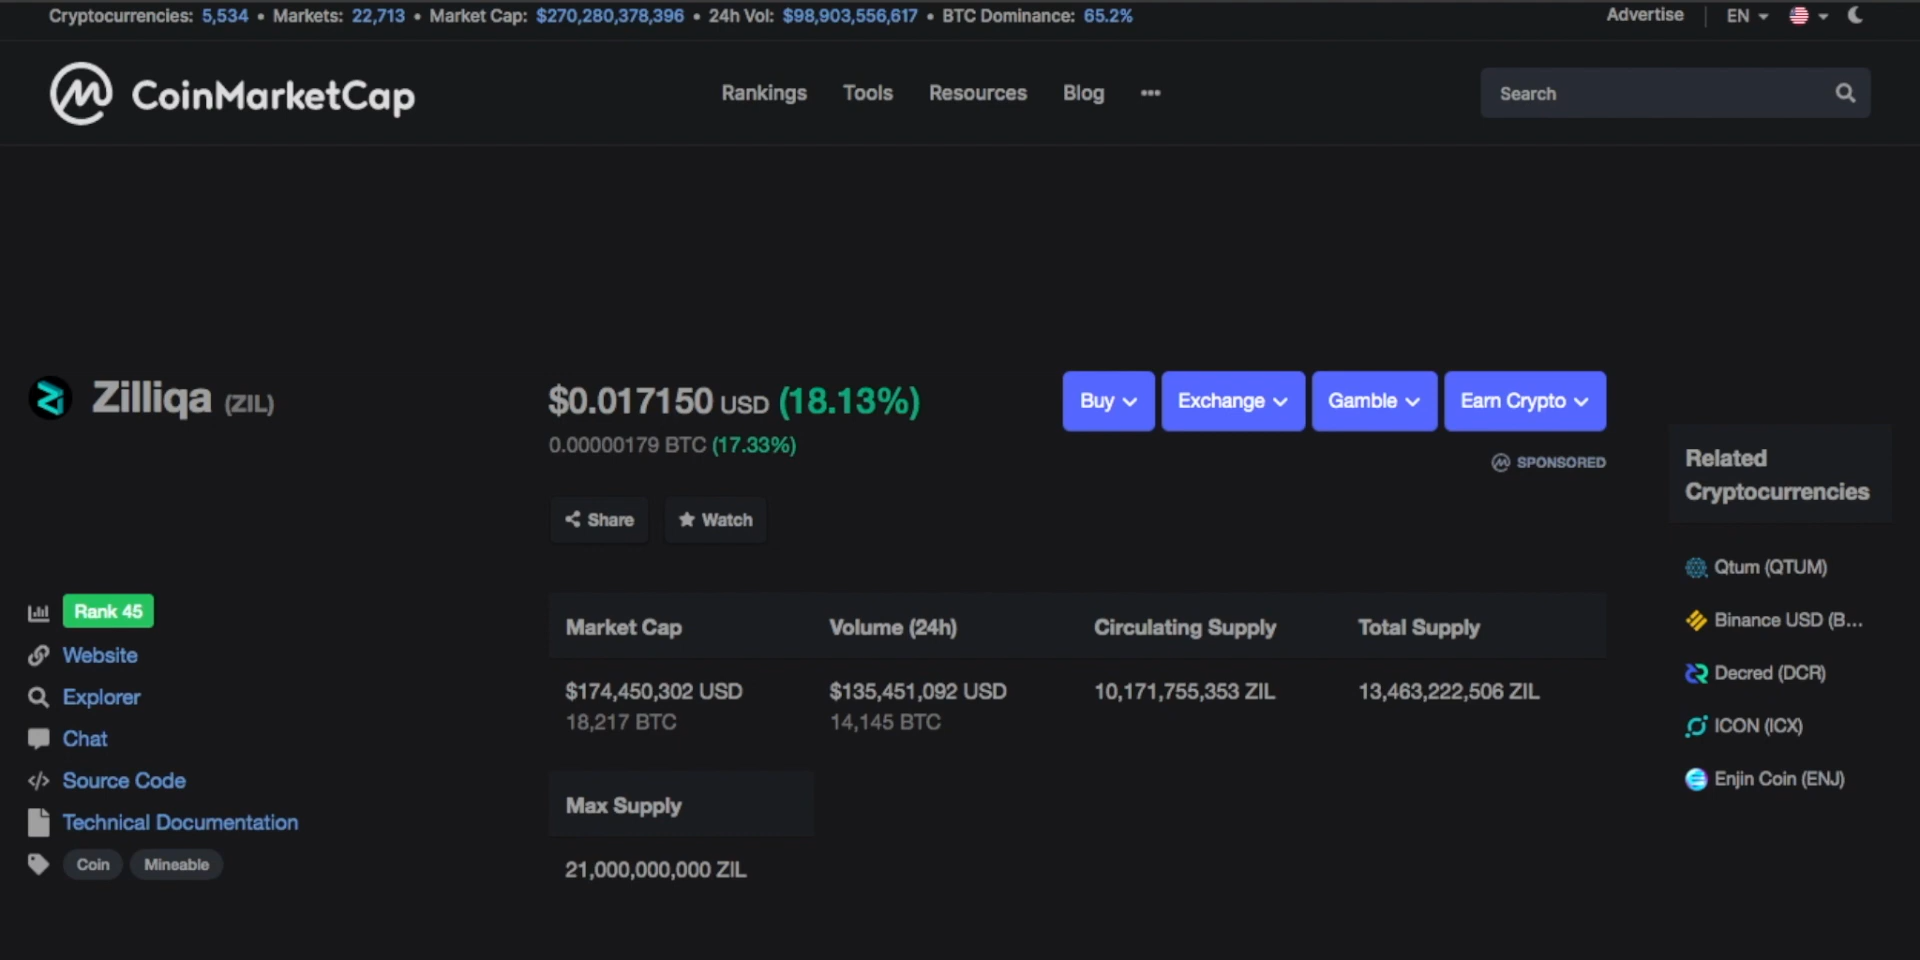 Cryptocurrencies: 5,534 • Markets: 22,713 • Market Cap: $270,280,378,396 • 24h Vol: $98,903,556,617 • BTC Dominance: 65.2%
Advertise EN
CoinMarketCap
Rankings Tools Resources Blog •••
Search
Zilliqa (ZIL)
$0.017150 USD (18.13%)
0.00000179 BTC (17.33%)
Share Watch
Buy Exchange Gamble Earn Crypto
SPONSORED
Rank 45
Website
Explorer
Chat
Source Code
Technical Documentation
Coin Mineable
Market Cap Volume (24h) Circulating Supply Total Supply
$174,450,302 USD $135,451,092 USD 10,171,755,353 ZIL 13,463,222,506 ZIL
18,217 BTC 14,145 BTC
Max Supply
21,000,000,000 ZIL
Related
Cryptocurrencies
Qtum (QTUM)
Binance USD (B...
Decred (DCR)
ICON (ICX)
Enjin Coin (ENJ)